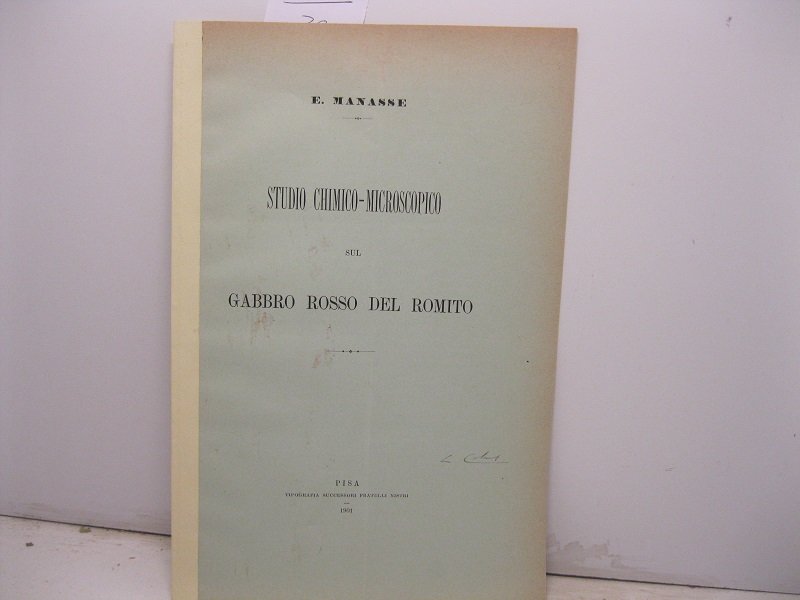 E. MANASSE
STUDIO CHIMICO-MICROSCOPICO
SUL
GABBRO ROSSO DEL ROMITO
PISA
TIPOGRAFIA SUCCESSORI FRATELLI NISTRI
1901